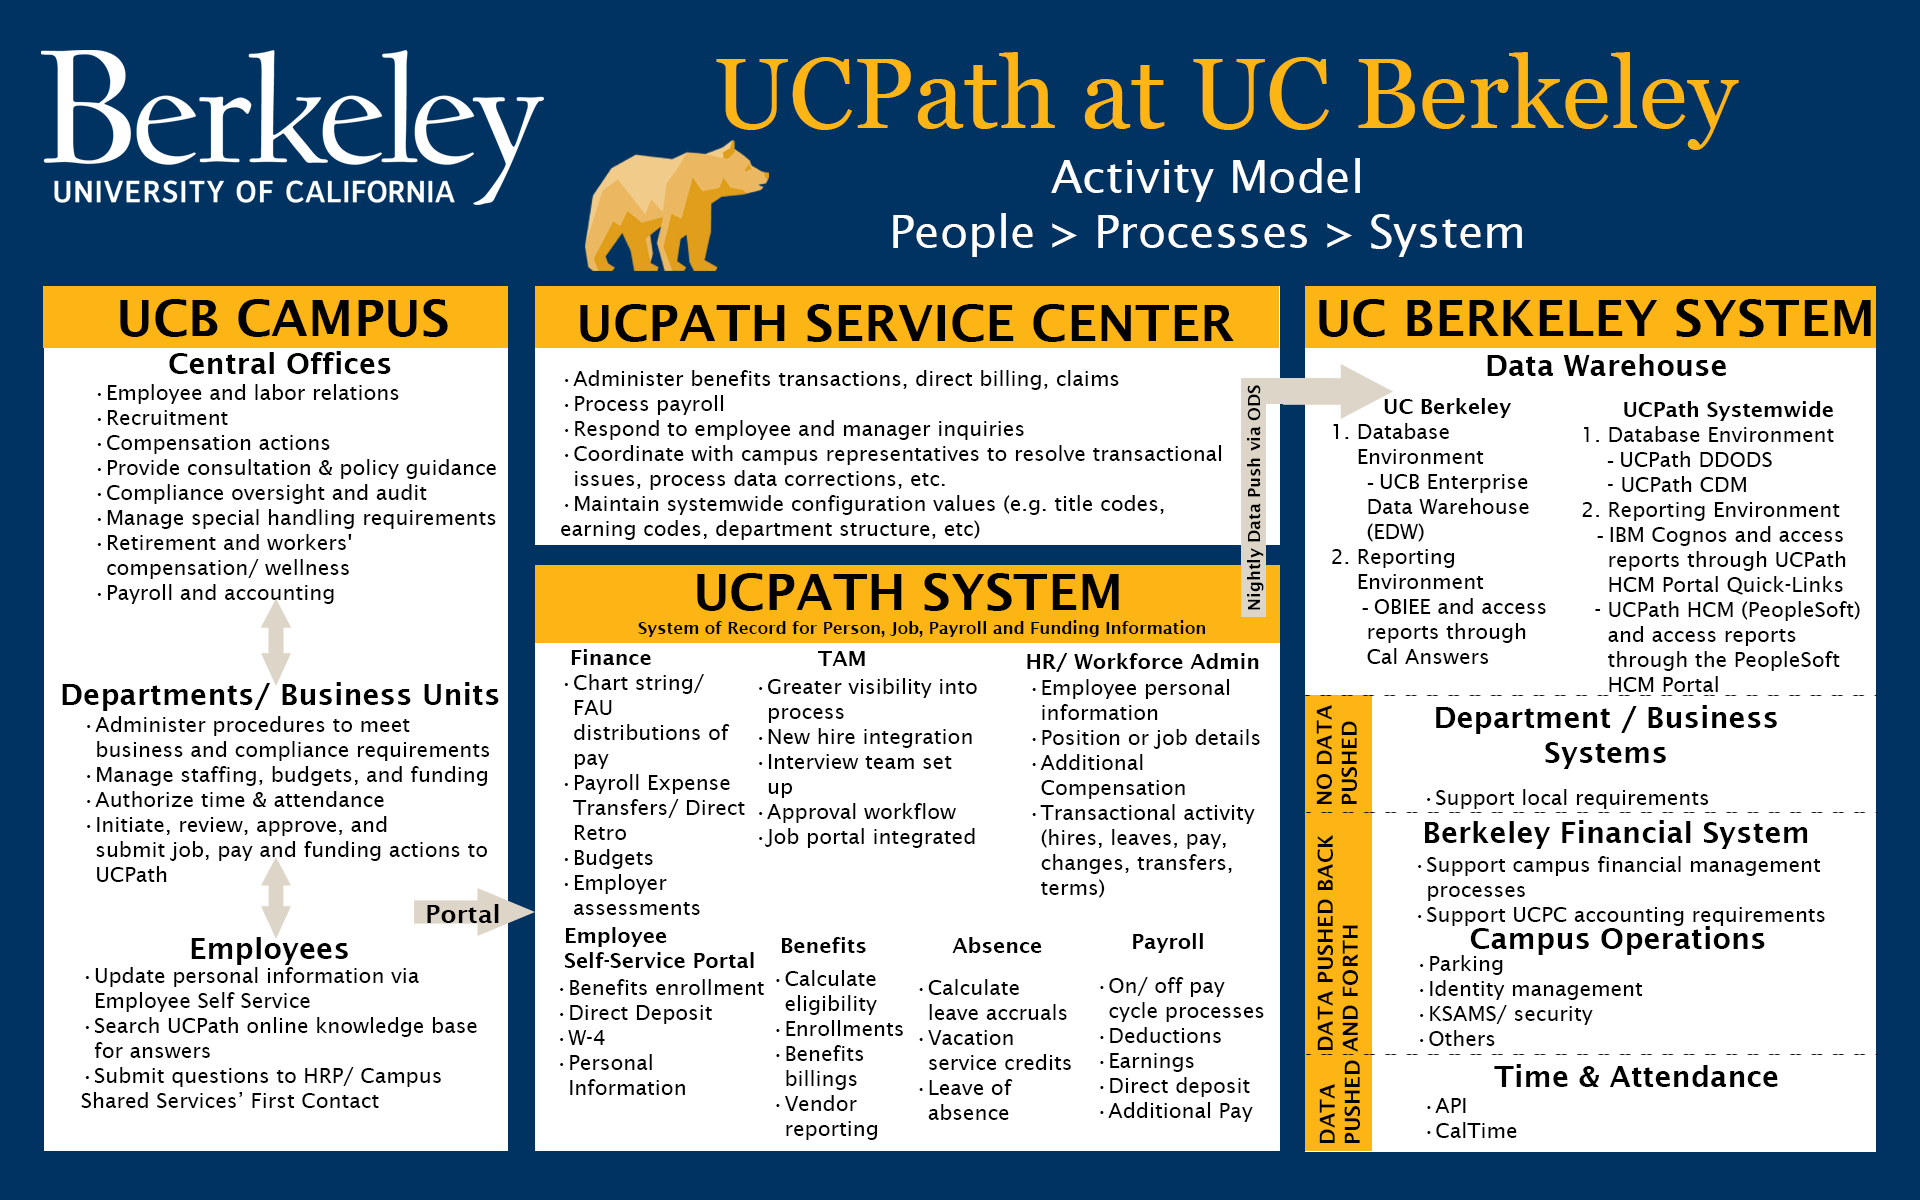 Berkeley
UNIVERSITY OF CALIFORNIA
UCPath at UC Berkeley
Activity Model
People > Processes > System
UCB CAMPUS
Central Offices
· Employee and labor relations
· Recruitment
· Compensation actions
· Provide consultation & policy guidance
· Compliance oversight and audit
· Manage special handling requirements
· Retirement and workers'
compensation/ wellness
· Payroll and accounting
Departments/ Business Units
· Administer procedures to meet
business and compliance requirements
· Manage staffing, budgets, and funding
· Authorize time & attendance
· Initiate, review, approve, and
submit job, pay and funding actions to
UCPath
Employees
· Update personal information via
Employee Self Service
· Search UCPath online knowledge base
for answers
· Submit questions to HRP/ Campus
Shared Services’ First Contact
Portal
UCPATH SERVICE CENTER
· Administer benefits transactions, direct billing, claims
· Process payroll
· Respond to employee and manager inquiries
· Coordinate with campus representatives to resolve transactional
issues, process data corrections, etc.
· Maintain systemwide configuration values (e.g. title codes,
earning codes, department structure, etc)
Nightly Data Push via ODS
UCPATH SYSTEM
System of Record for Person, Job, Payroll and Funding Information
Finance
· Chart string/
FAU
distributions of
pay
· Payroll Expense
Transfers/ Direct
Retro
· Budgets
· Employer
assessments
TAM
· Greater visibility into
process
· New hire integration
· Interview team set
up
· Approval workflow
· Job portal integrated
HR/ Workforce Admin
· Employee personal
information
· Position or job details
· Additional
Compensation
· Transactional activity
(hires, leaves, pay,
changes, transfers,
terms)
Employee
Self-Service Portal
· Benefits enrollment
· Direct Deposit
· W-4
· Personal
Information
Benefits
· Calculate
eligibility
· Enrollments
· Benefits
billings
· Vendor
reporting
Absence
· Calculate
leave accruals
· Vacation
service credits
· Leave of
absence
Payroll
· On/ off pay
cycle processes
· Deductions
· Earnings
· Direct deposit
· Additional Pay
UC BERKELEY SYSTEM
Data Warehouse
UC Berkeley
1. Database
Environment
- UCB Enterprise
Data Warehouse
(EDW)
2. Reporting
Environment
- OBIEE and access
reports through
Cal Answers
UCPath Systemwide
1. Database Environment
- UCPath DDODS
- UCPath CDM
2. Reporting Environment
- IBM Cognos and access
reports through UCPath
HCM Portal Quick-Links
- UCPath HCM (PeopleSoft)
and access reports
through the PeopleSoft
HCM Portal
NO DATA
PUSHED
Department / Business
Systems
· Support local requirements
DATA PUSHED BACK
AND FORTH
Berkeley Financial System
· Support campus financial management
processes
· Support UCPC accounting requirements
Campus Operations
· Parking
· Identity management
· KSAMS/ security
· Others
DATA
PUSHED
Time & Attendance
· API
· CalTime